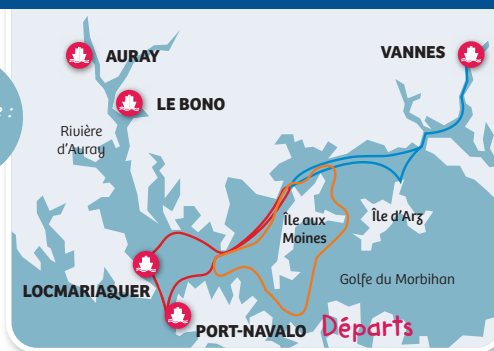 AURAY
VANNES
LE BONO
Rivière
d'Auray
Île aux
Moines
Île d'Arz
Golfe du Morbihan
LOCMARIAQUER
PORT-NAVALO
Départs